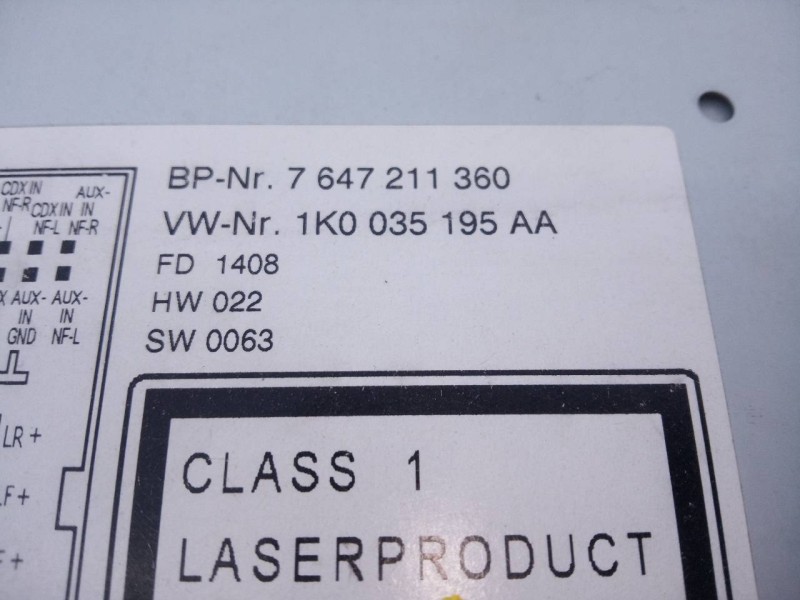 BP-Nr. 7 647 211 360
VW-Nr. 1K0 035 195 AA
FD 1408
HW 022
SW 0063
CDX IN AUX-
NF-R CDX IN IN
NF-L NF-R
AUX- AUX-
IN IN
GND NF-L
LR +
F +
CLASS 1
LASERPRODUCT